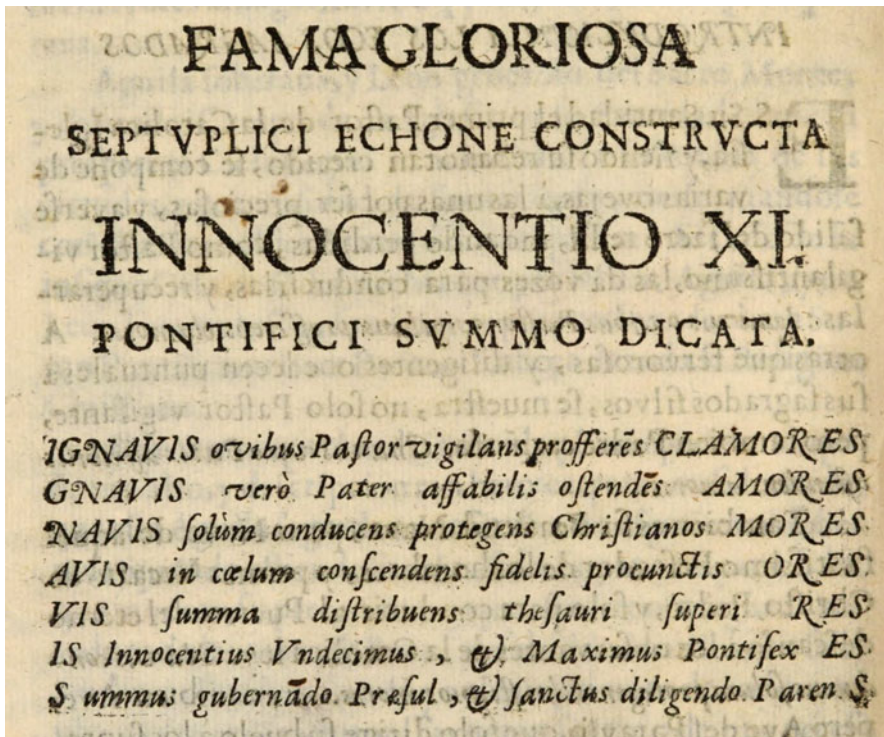 FAMA GLORIOSA
SEPTVPLICI ECHONE CONSTRVCTA
INNOCENTIO XI.
PONTIFICI SVMMO DICATA.
IGNAVIS ovibus Paſtor vigilans profferēs CLAMORES
GNAVIS verò Pater affabilis oſtendēs AMORES
NAVIS ſolùm conducens protegens Chriſtianos MORES
AVIS in cœlum conſcendens fidelis procunctis ORES
VIS ſumma diſtribuens theſauri ſuperi RES
IS Innocentius Vndecimus, & Maximus Pontifex ES
S ummus gubernādo Præſul, & ſanctus diligendo Paren S